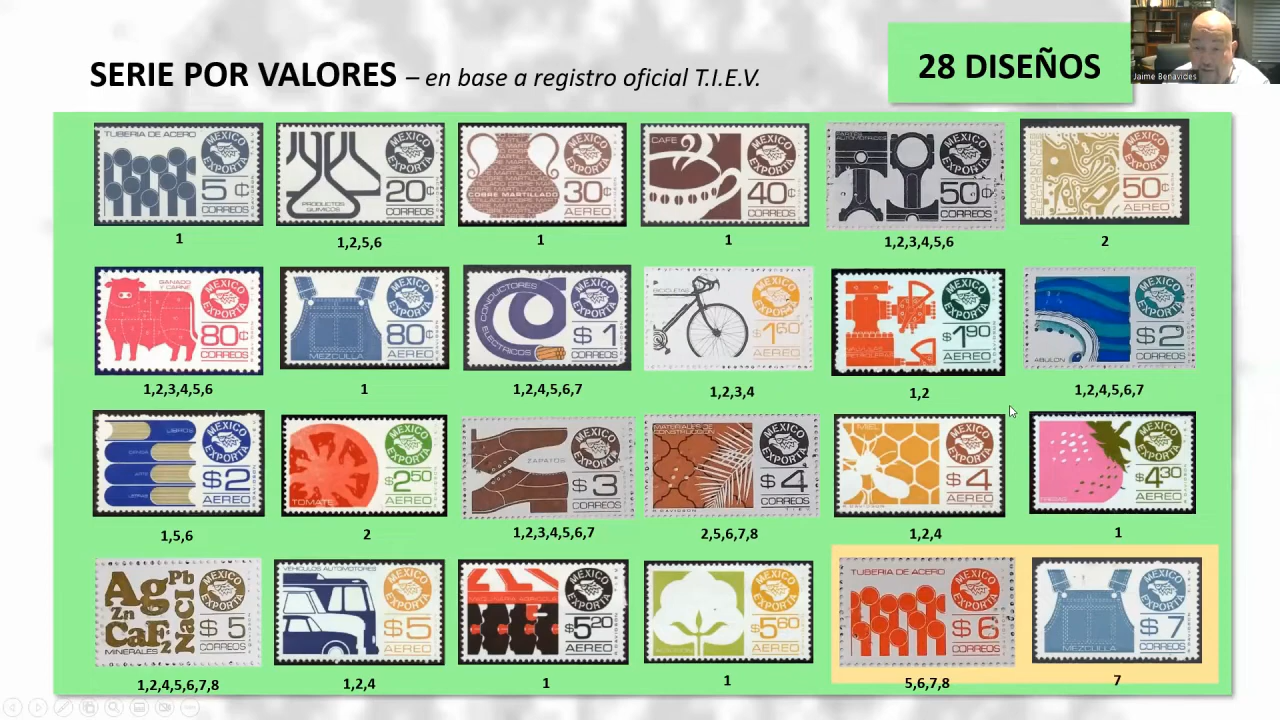 SERIE POR VALORES – en base a registro oficial T.I.E.V.
28 DISEÑOS
Jaime Benavides
TUBERIA DE ACERO MEXICO EXPORTA 5¢ CORREOS
PRODUCTOS QUIMICOS MEXICO EXPORTA 20¢ CORREOS
COBRE MARTILLADO MEXICO EXPORTA 30¢ AEREO
CAFE MEXICO EXPORTA 40¢ CORREOS
MEXICO EXPORTA 50¢ CORREOS
MEXICO EXPORTA 50¢ AEREO
1
1,2,5,6
1
1
1,2,3,4,5,6
2
GANADO Y CARNE MEXICO EXPORTA 80¢ CORREOS
MEZCLILLA MEXICO EXPORTA 80¢ AEREO
CONDUCTORES ELECTRICOS MEXICO EXPORTA $1 CORREOS
BICICLETAS MEXICO EXPORTA $1.60 AEREO
MEXICO EXPORTA $1.90 AEREO
ABULON MEXICO EXPORTA $2 CORREOS
1,2,3,4,5,6
1
1,2,4,5,6,7
1,2,3,4
1,2
1,2,4,5,6,7
LIBROS MEXICO EXPORTA $2 AEREO
TOMATE MEXICO EXPORTA $2.50 AEREO
ZAPATOS MEXICO EXPORTA $3 CORREOS
MATERIALES DE CONSTRUCCION MEXICO EXPORTA $4 CORREOS
MIEL MEXICO EXPORTA $4 AEREO
FRESAS MEXICO EXPORTA $4.30 AEREO
1,5,6
2
1,2,3,4,5,6,7
2,5,6,7,8
1,2,4
1
Ag Pb Zn NaCl CaF2 MINERALES MEXICO EXPORTA $5 CORREOS
VEHICULOS AUTOMOTORES MEXICO EXPORTA $5 AEREO
MAQUINARIA AGRICOLA MEXICO EXPORTA $5.20 AEREO
ALGODON MEXICO EXPORTA $5.60 AEREO
TUBERIA DE ACERO MEXICO EXPORTA $6 CORREOS
MEZCLILLA MEXICO EXPORTA $7 CORREOS
1,2,4,5,6,7,8
1,2,4
1
1
5,6,7,8
7